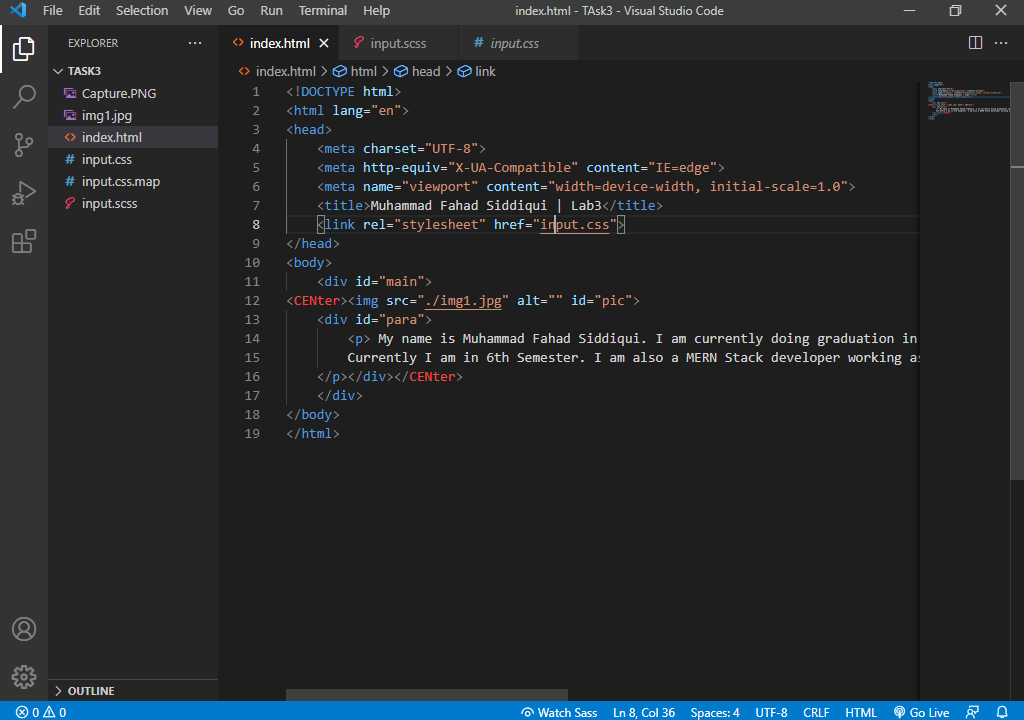 File Edit Selection View Go Run Terminal Help index.html - TAsk3 - Visual Studio Code
EXPLORER
TASK3
Capture.PNG
img1.jpg
index.html
input.css
input.css.map
input.scss
OUTLINE
index.html input.scss input.css
index.html > html > head > link
1 <!DOCTYPE html>
2 <html lang="en">
3 <head>
4 <meta charset="UTF-8">
5 <meta http-equiv="X-UA-Compatible" content="IE=edge">
6 <meta name="viewport" content="width=device-width, initial-scale=1.0">
7 <title>Muhammad Fahad Siddiqui | Lab3</title>
8 <link rel="stylesheet" href="input.css">
9 </head>
10 <body>
11 <div id="main">
12 <CENter><img src="./img1.jpg" alt="" id="pic">
13 <div id="para">
14 <p> My name is Muhammad Fahad Siddiqui. I am currently doing graduation in
15 Currently I am in 6th Semester. I am also a MERN Stack developer working as
16 </p></div></CENter>
17 </div>
18 </body>
19 </html>
0 0 Watch Sass Ln 8, Col 36 Spaces: 4 UTF-8 CRLF HTML Go Live